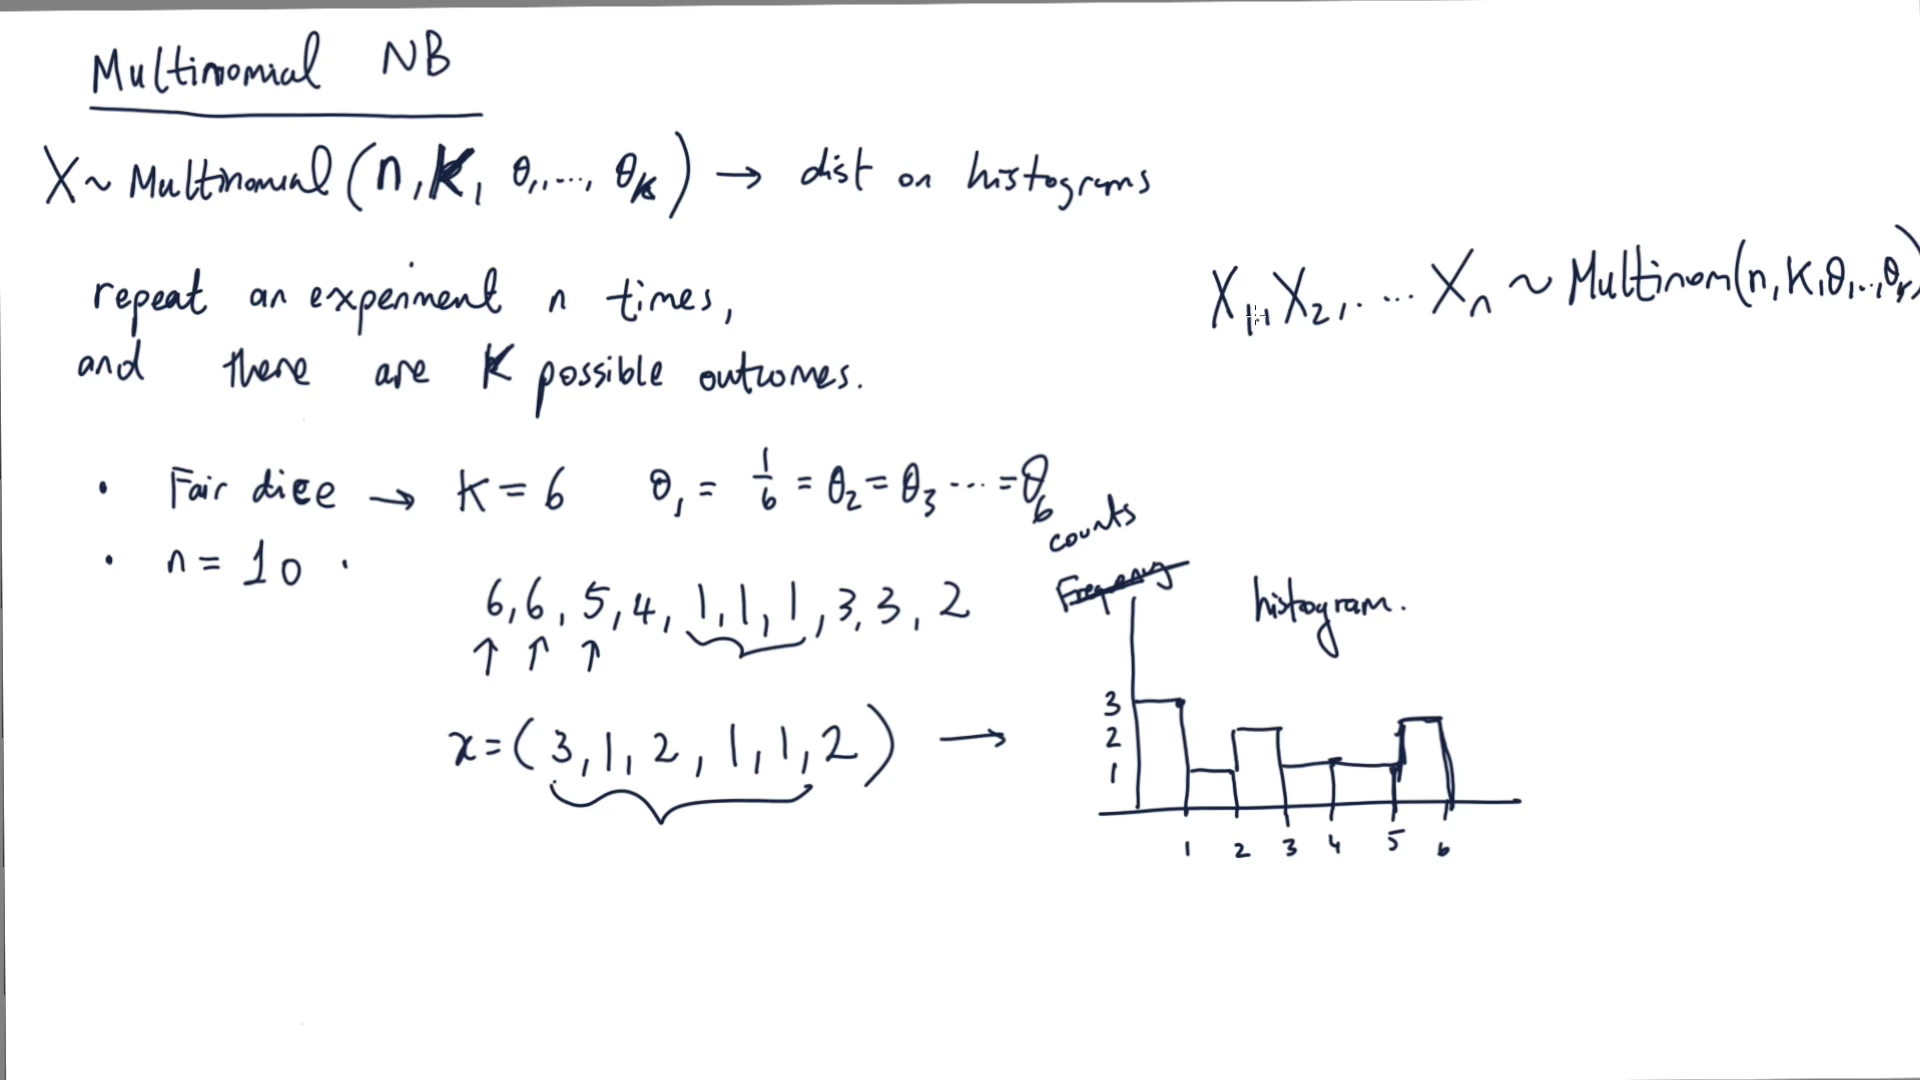 Multinomial NB
X ~ Multinomial (n, K, θ₁, ..., θₖ) → dist on histograms
X₁, X₂, .... Xₙ ~ Multinom(n, K, θ₁..., θₖ)
repeat an experiment n times,
and there are K possible outcomes.
• Fair dice → K = 6 θ₁ = 1/6 = θ₂ = θ₃ ... = θ₆
• n = 10 .
counts
Frequency
histogram.
6, 6, 5, 4, 1, 1, 1, 3, 3, 2
↑ ↑ ↑
x = (3, 1, 2, 1, 1, 2) →
3
2
1
1 2 3 4 5 6